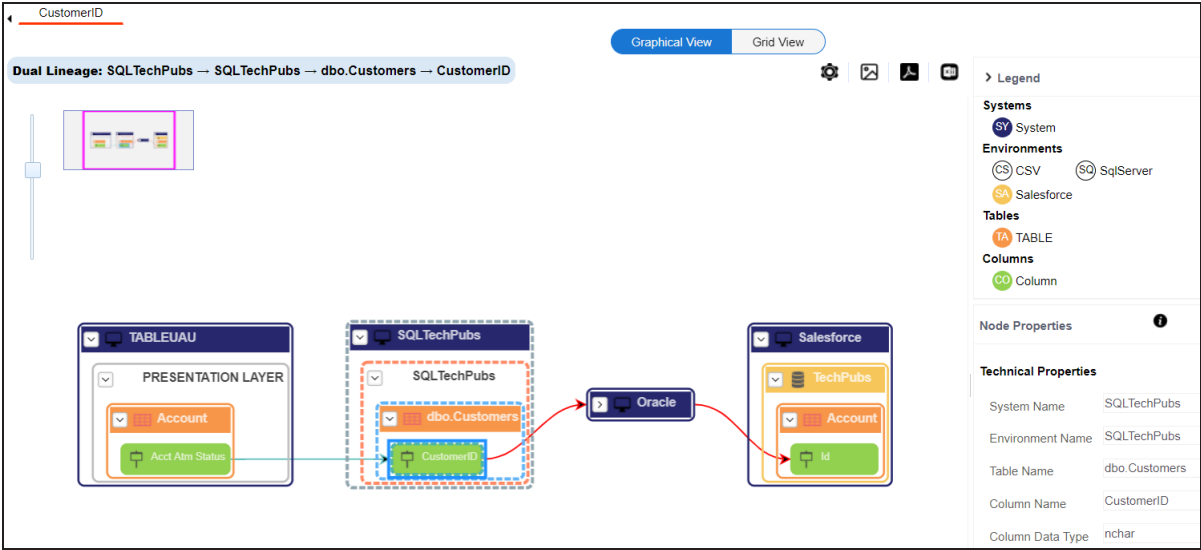 CustomerID
Graphical View
Grid View
Dual Lineage: SQLTechPubs → SQLTechPubs → dbo.Customers → CustomerID
Legend
Systems
SY System
Environments
CS CSV
SQ SqlServer
SA Salesforce
Tables
TA TABLE
Columns
CO Column
TABLEUAU
PRESENTATION LAYER
Account
Acct Atm Status
SQLTechPubs
SQLTechPubs
dbo.Customers
CustomerID
Oracle
Salesforce
TechPubs
Account
Id
Node Properties
Technical Properties
System Name SQLTechPubs
Environment Name SQLTechPubs
Table Name dbo.Customers
Column Name CustomerID
Column Data Type nchar